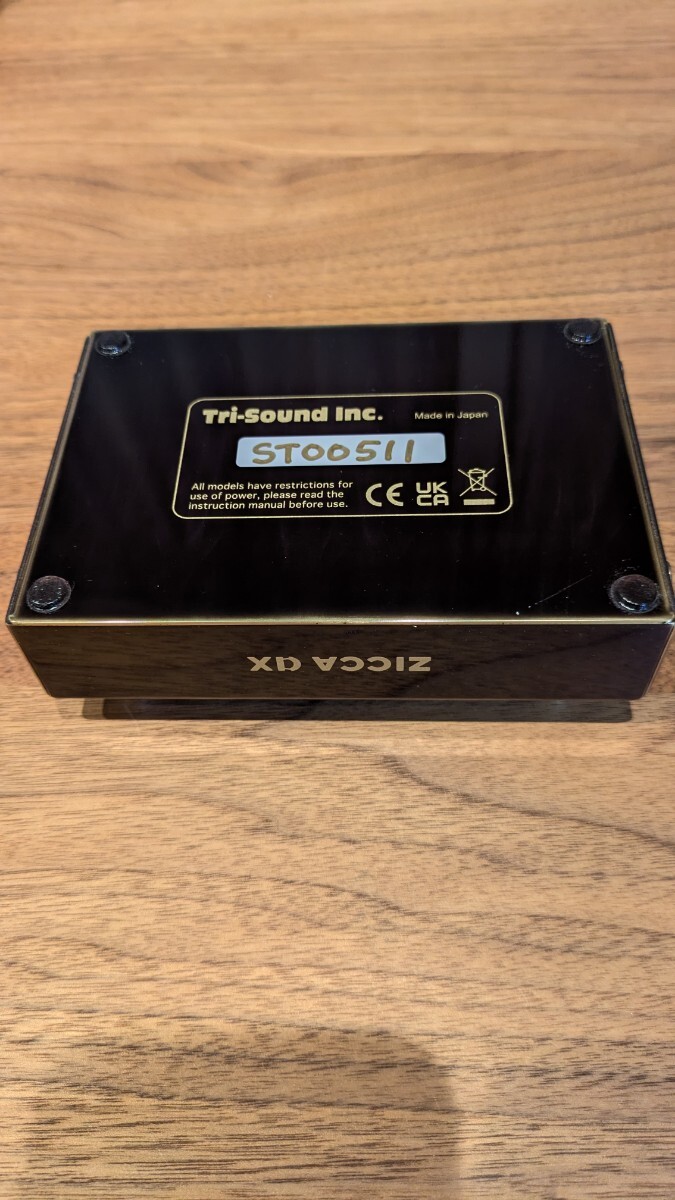 Tri-Sound Inc.
Made in Japan
ST00511
All models have restrictions for
use of power, please read the
instruction manual before use.
CE
UK
CA
ZICCA ax